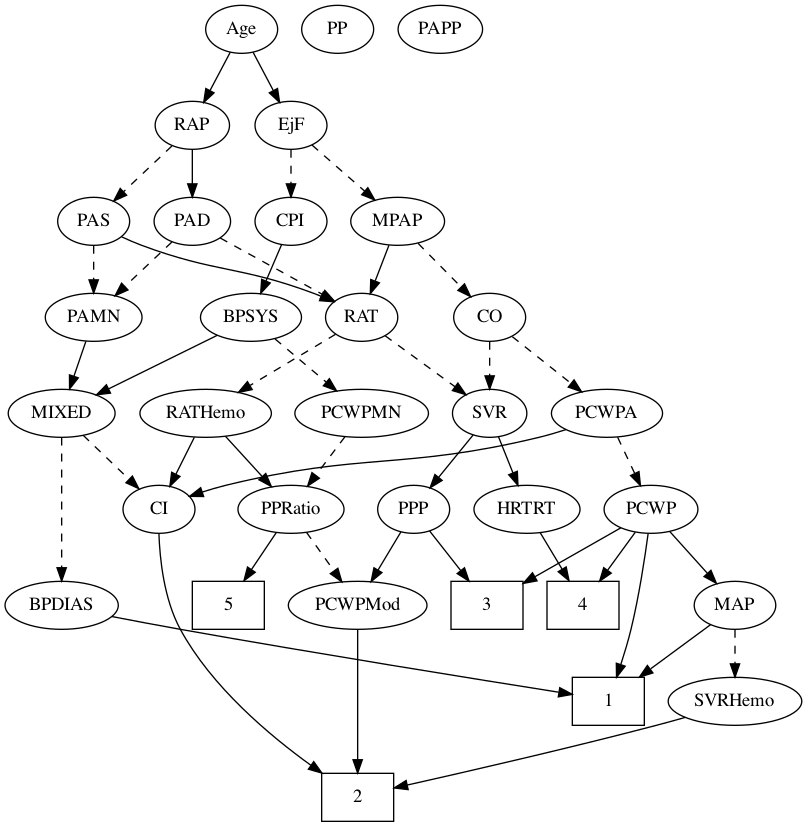 Age PP PAPP
RAP EjF
PAS PAD CPI MPAP
PAMN BPSYS RAT CO
MIXED RATHemo PCWPMN SVR PCWPA
CI PPRatio PPP HRTRT PCWP
BPDIAS 5 PCWPMod 3 4 MAP
1 SVRHemo
2